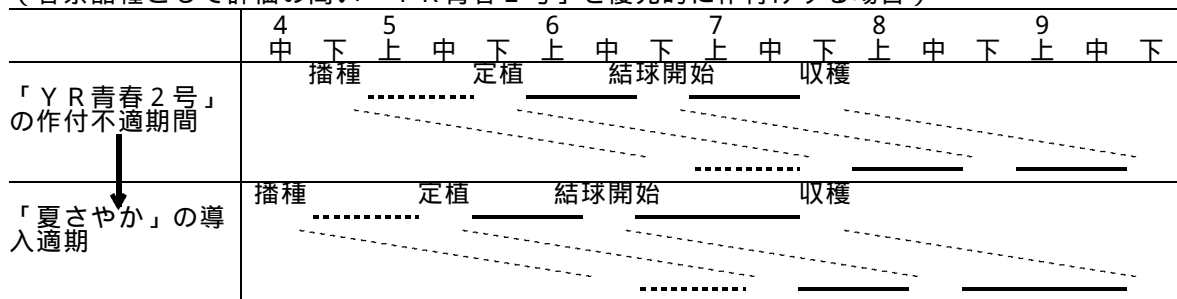 4 5 6 7 8 9
中 下 上 中 下 上 中 下 上 中 下 上 中 下 上 中 下
播種 定植 結球開始 収穫
「ＹＲ青春２号」
の作付不適期間
播種 定植 結球開始 収穫
「夏さやか」の導
入適期